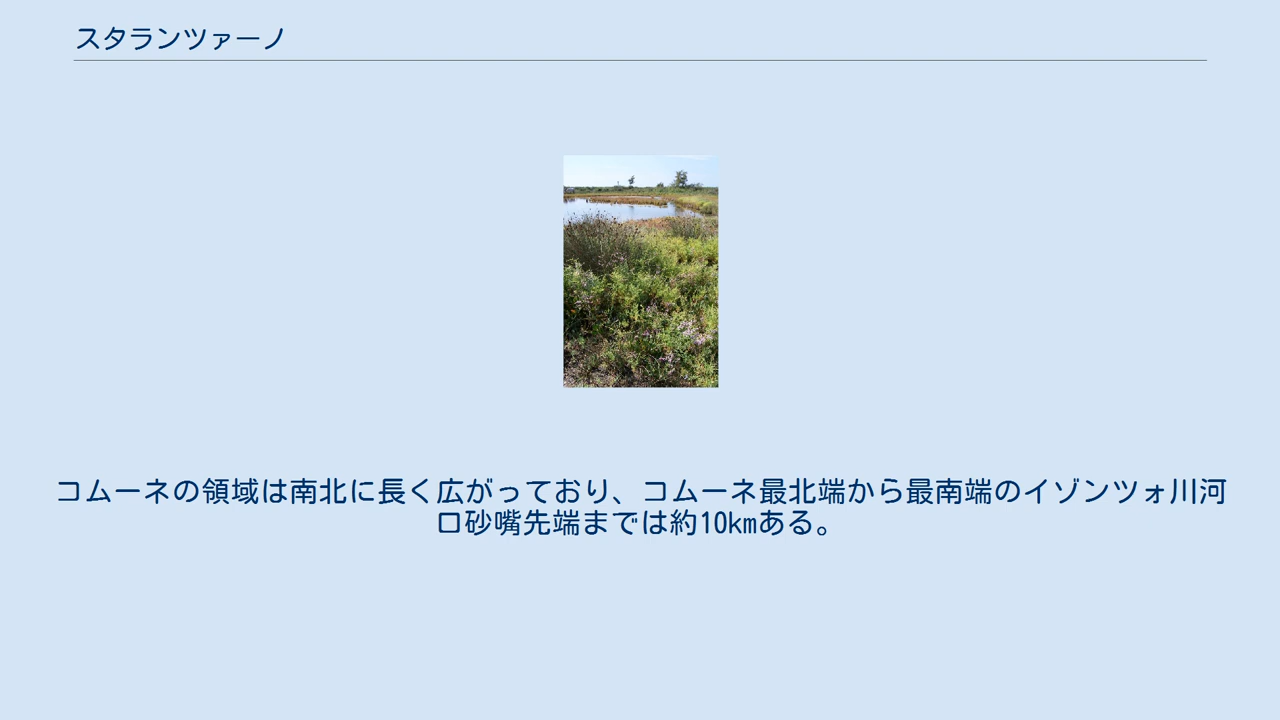 スタランツァーノ
コムーネの領域は南北に長く広がっており、コムーネ最北端から最南端のイゾンツォ川河
口砂嘴先端までは約10kmある。